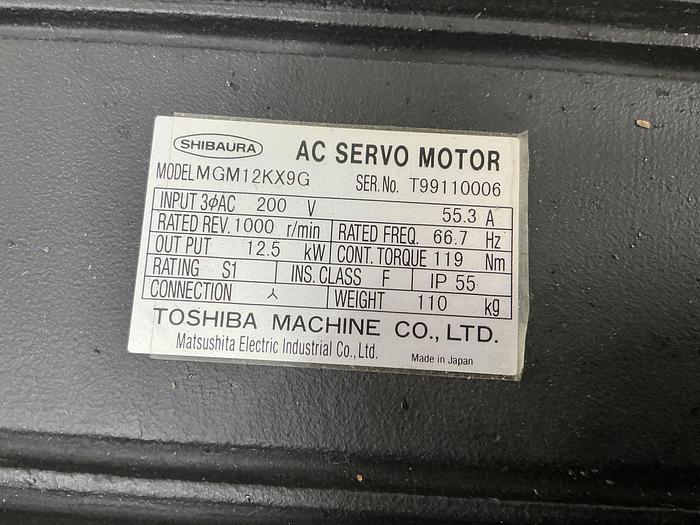 SHIBAURA AC SERVO MOTOR
MODEL MGM12KX9G SER. No. T99110006
INPUT 3ϕAC 200 V 55.3 A
RATED REV. 1000 r/min RATED FREQ. 66.7 Hz
OUT PUT 12.5 kW CONT. TORQUE 119 Nm
RATING S1 INS. CLASS F IP 55
CONNECTION ⅄ WEIGHT 110 kg
TOSHIBA MACHINE CO., LTD.
Matsushita Electric Industrial Co., Ltd. Made in Japan